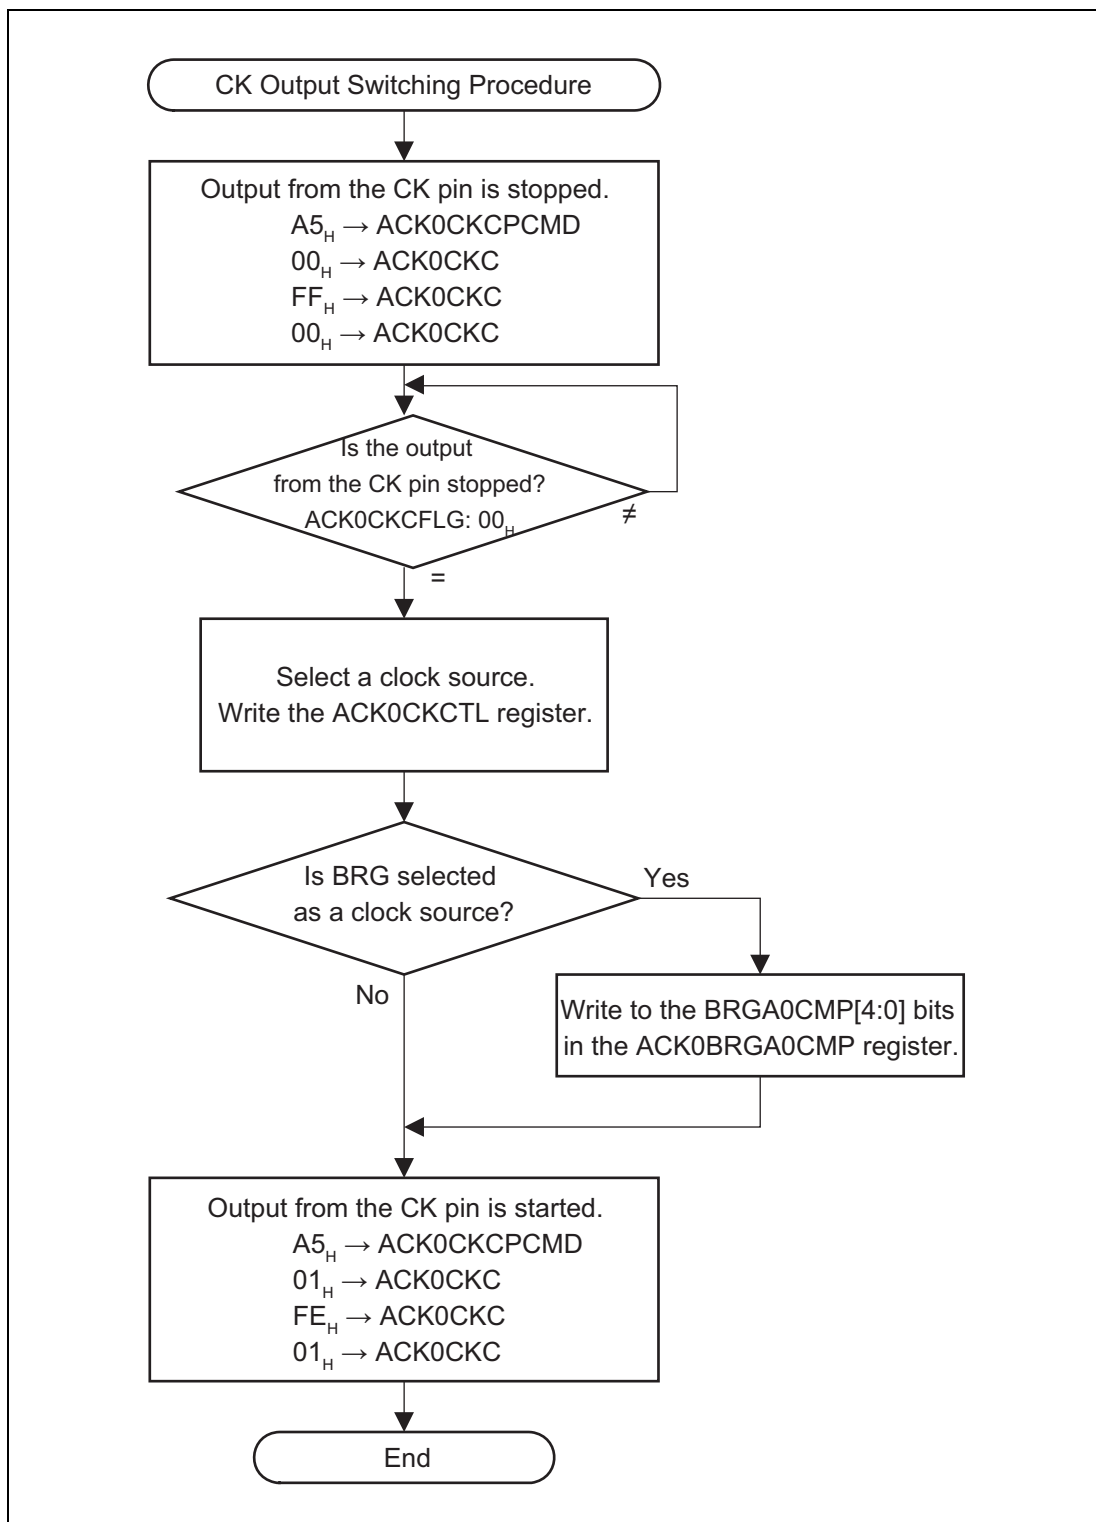 CK Output Switching Procedure
Output from the CK pin is stopped.
A5H → ACK0CKCPCMD
00H → ACK0CKC
FFH → ACK0CKC
00H → ACK0CKC
Is the output
from the CK pin stopped?
ACK0CKCFLG: 00H
≠
=
Select a clock source.
Write the ACK0CKCTL register.
Is BRG selected
as a clock source?
Yes
No
Write to the BRGA0CMP[4:0] bits
in the ACK0BRGA0CMP register.
Output from the CK pin is started.
A5H → ACK0CKCPCMD
01H → ACK0CKC
FEH → ACK0CKC
01H → ACK0CKC
End